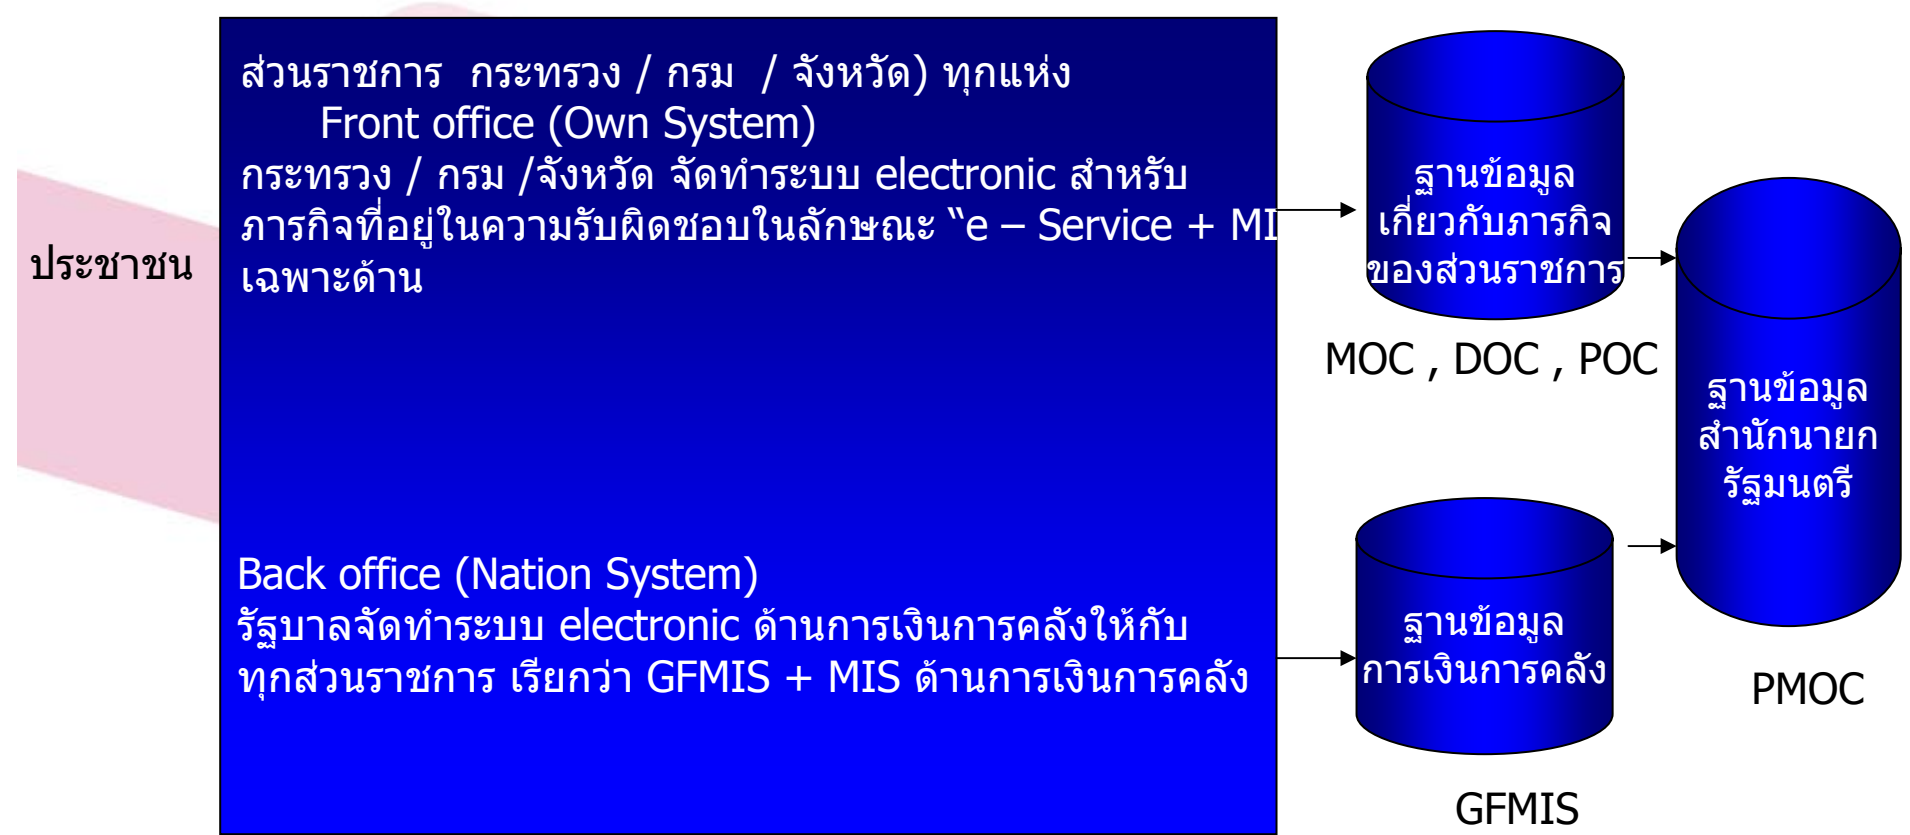 ประชาชน
ส่วนราชการ กระทรวง / กรม / จังหวัด) ทุกแห่ง
Front office (Own System)
กระทรวง / กรม /จังหวัด จัดทำระบบ electronic สำหรับ
ภารกิจที่อยู่ในความรับผิดชอบในลักษณะ “e – Service + MI
เฉพาะด้าน
Back office (Nation System)
รัฐบาลจัดทำระบบ electronic ด้านการเงินการคลังให้กับ
ทุกส่วนราชการ เรียกว่า GFMIS + MIS ด้านการเงินการคลัง
ฐานข้อมูล
เกี่ยวกับภารกิจ
ของส่วนราชการ
MOC , DOC , POC
ฐานข้อมูล
การเงินการคลัง
GFMIS
ฐานข้อมูล
สำนักนายก
รัฐมนตรี
PMOC